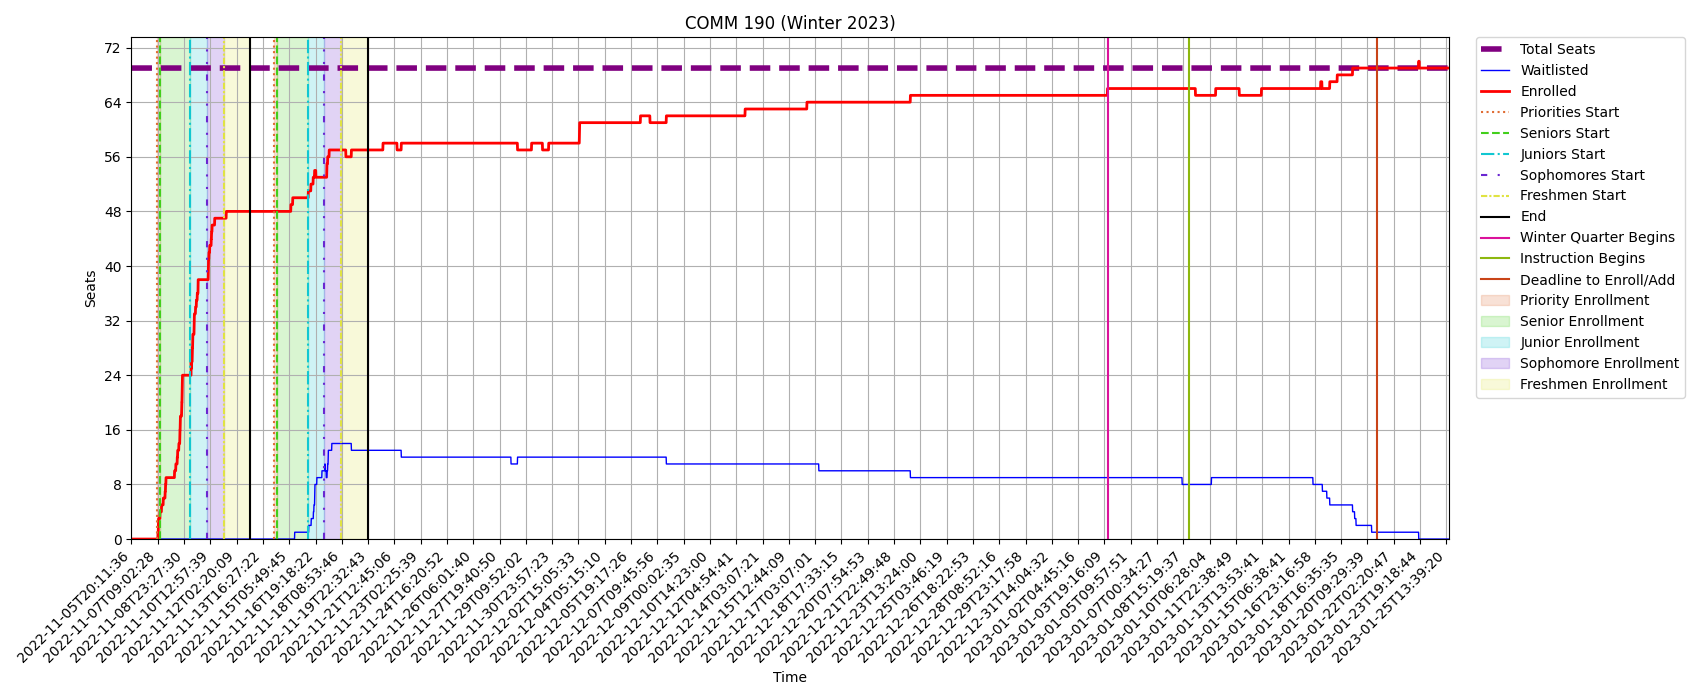 COMM 190 (Winter 2023)
72
64
56
48
40
32
24
16
8
0
Seats
2022-11-05T20:11:36
2022-11-07T09:02:28
2022-11-08T23:27:30
2022-11-10T12:57:39
2022-11-12T02:20:09
2022-11-13T16:27:22
2022-11-15T05:49:45
2022-11-16T19:18:22
2022-11-18T08:53:46
2022-11-19T22:32:43
2022-11-21T12:45:06
2022-11-23T02:25:39
2022-11-24T16:20:52
2022-11-26T06:01:40
2022-11-27T19:40:50
2022-11-29T09:52:02
2022-11-30T23:57:23
2022-12-02T15:05:33
2022-12-04T05:15:10
2022-12-05T19:17:26
2022-12-07T09:45:56
2022-12-09T00:02:35
2022-12-10T14:23:00
2022-12-12T04:54:41
2022-12-14T03:07:21
2022-12-15T12:44:09
2022-12-17T03:07:01
2022-12-18T17:33:15
2022-12-20T07:54:53
2022-12-21T22:49:48
2022-12-23T13:24:00
2022-12-25T03:46:19
2022-12-26T18:22:53
2022-12-28T08:52:16
2022-12-29T23:17:58
2022-12-31T14:04:32
2023-01-02T04:45:16
2023-01-03T19:16:09
2023-01-05T09:57:51
2023-01-07T00:34:27
2023-01-08T15:19:37
2023-01-10T06:28:04
2023-01-11T22:38:49
2023-01-13T13:53:41
2023-01-15T06:38:41
2023-01-16T23:16:58
2023-01-18T16:35:35
2023-01-20T09:29:39
2023-01-22T02:20:47
2023-01-23T19:18:44
2023-01-25T13:39:20
Time
Total Seats
Waitlisted
Enrolled
Priorities Start
Seniors Start
Juniors Start
Sophomores Start
Freshmen Start
End
Winter Quarter Begins
Instruction Begins
Deadline to Enroll/Add
Priority Enrollment
Senior Enrollment
Junior Enrollment
Sophomore Enrollment
Freshmen Enrollment